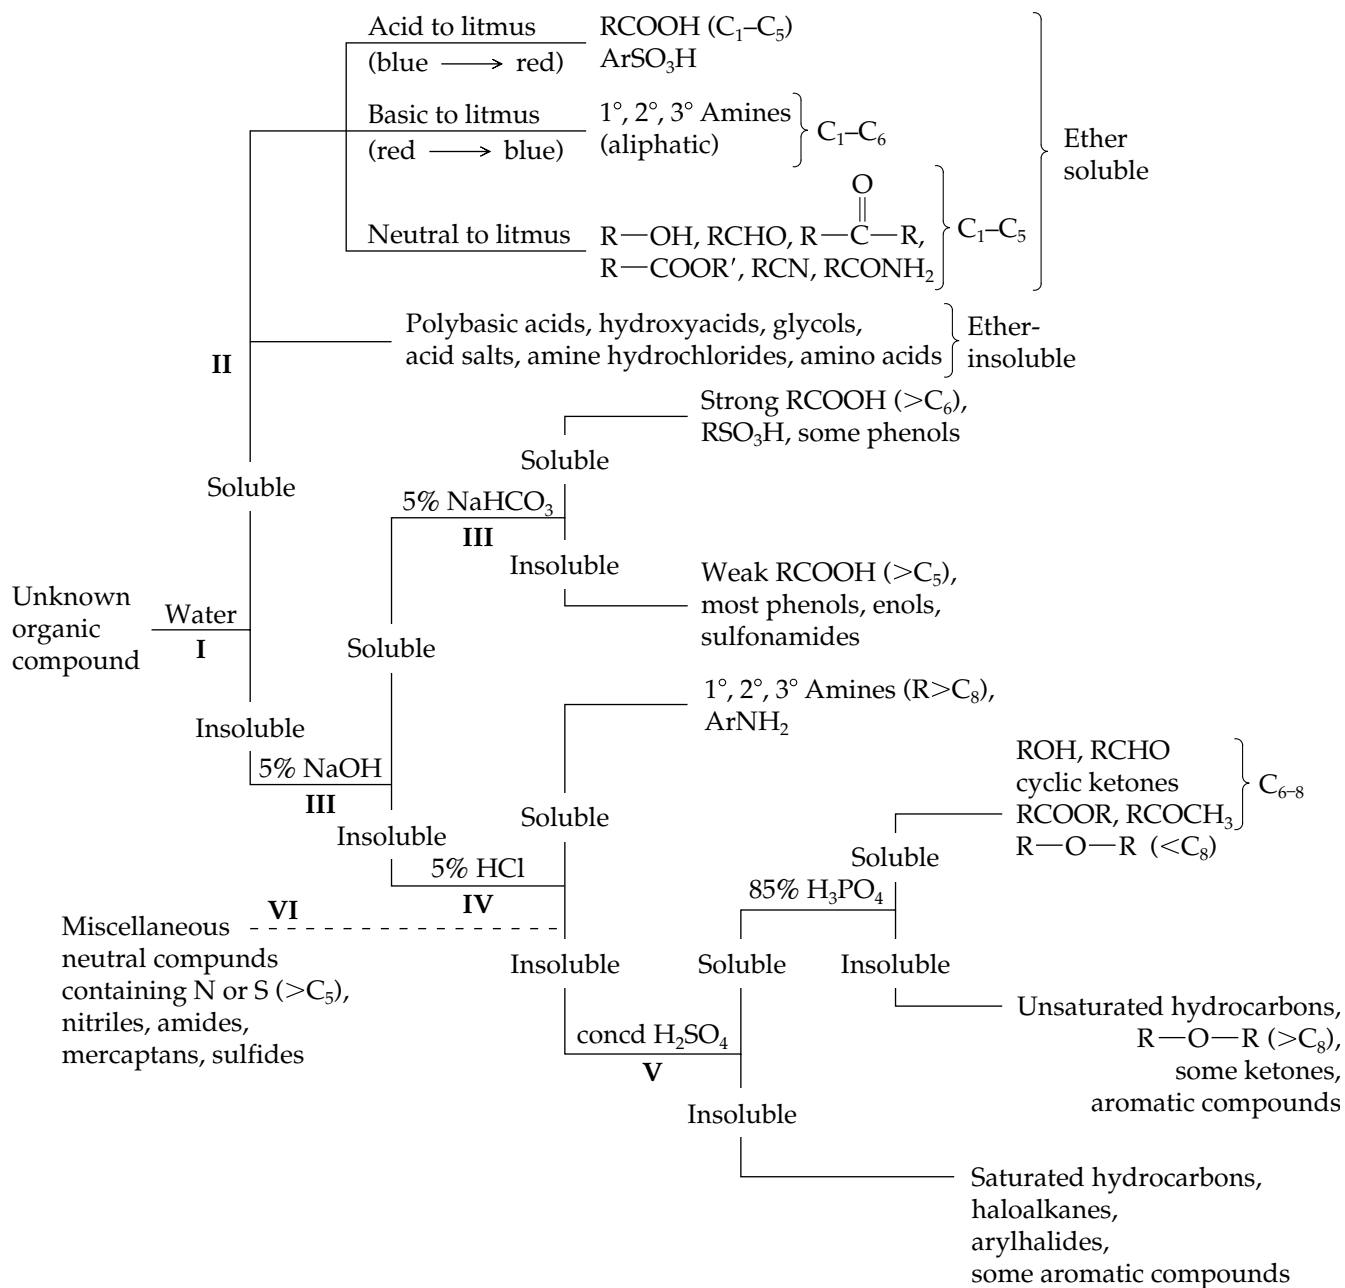 Acid to litmus
(blue ⟶ red)
RCOOH (C₁–C₅)
ArSO₃H
Basic to litmus
(red ⟶ blue)
1°, 2°, 3° Amines
(aliphatic)
C₁–C₆
Ether
soluble
Neutral to litmus
O
R—OH, RCHO, R—C—R,
R—COOR′, RCN, RCONH₂
C₁–C₅
Polybasic acids, hydroxyacids, glycols,
acid salts, amine hydrochlorides, amino acids
Ether-
insoluble
II
Soluble
Strong RCOOH (>C₆),
RSO₃H, some phenols
Soluble
5% NaHCO₃
III
Insoluble
Weak RCOOH (>C₅),
most phenols, enols,
sulfonamides
Unknown
organic
compound
Water
I
Soluble
Insoluble
5% NaOH
III
1°, 2°, 3° Amines (R>C₈),
ArNH₂
Soluble
Insoluble
5% HCl
IV
ROH, RCHO
cyclic ketones
RCOOR, RCOCH₃
R—O—R (<C₈)
C₆₋₈
Soluble
85% H₃PO₄
VI
Miscellaneous
neutral compunds
containing N or S (>C₅),
nitriles, amides,
mercaptans, sulfides
Insoluble
Soluble
Insoluble
concd H₂SO₄
V
Unsaturated hydrocarbons,
R—O—R (>C₈),
some ketones,
aromatic compounds
Insoluble
Saturated hydrocarbons,
haloalkanes,
arylhalides,
some aromatic compounds